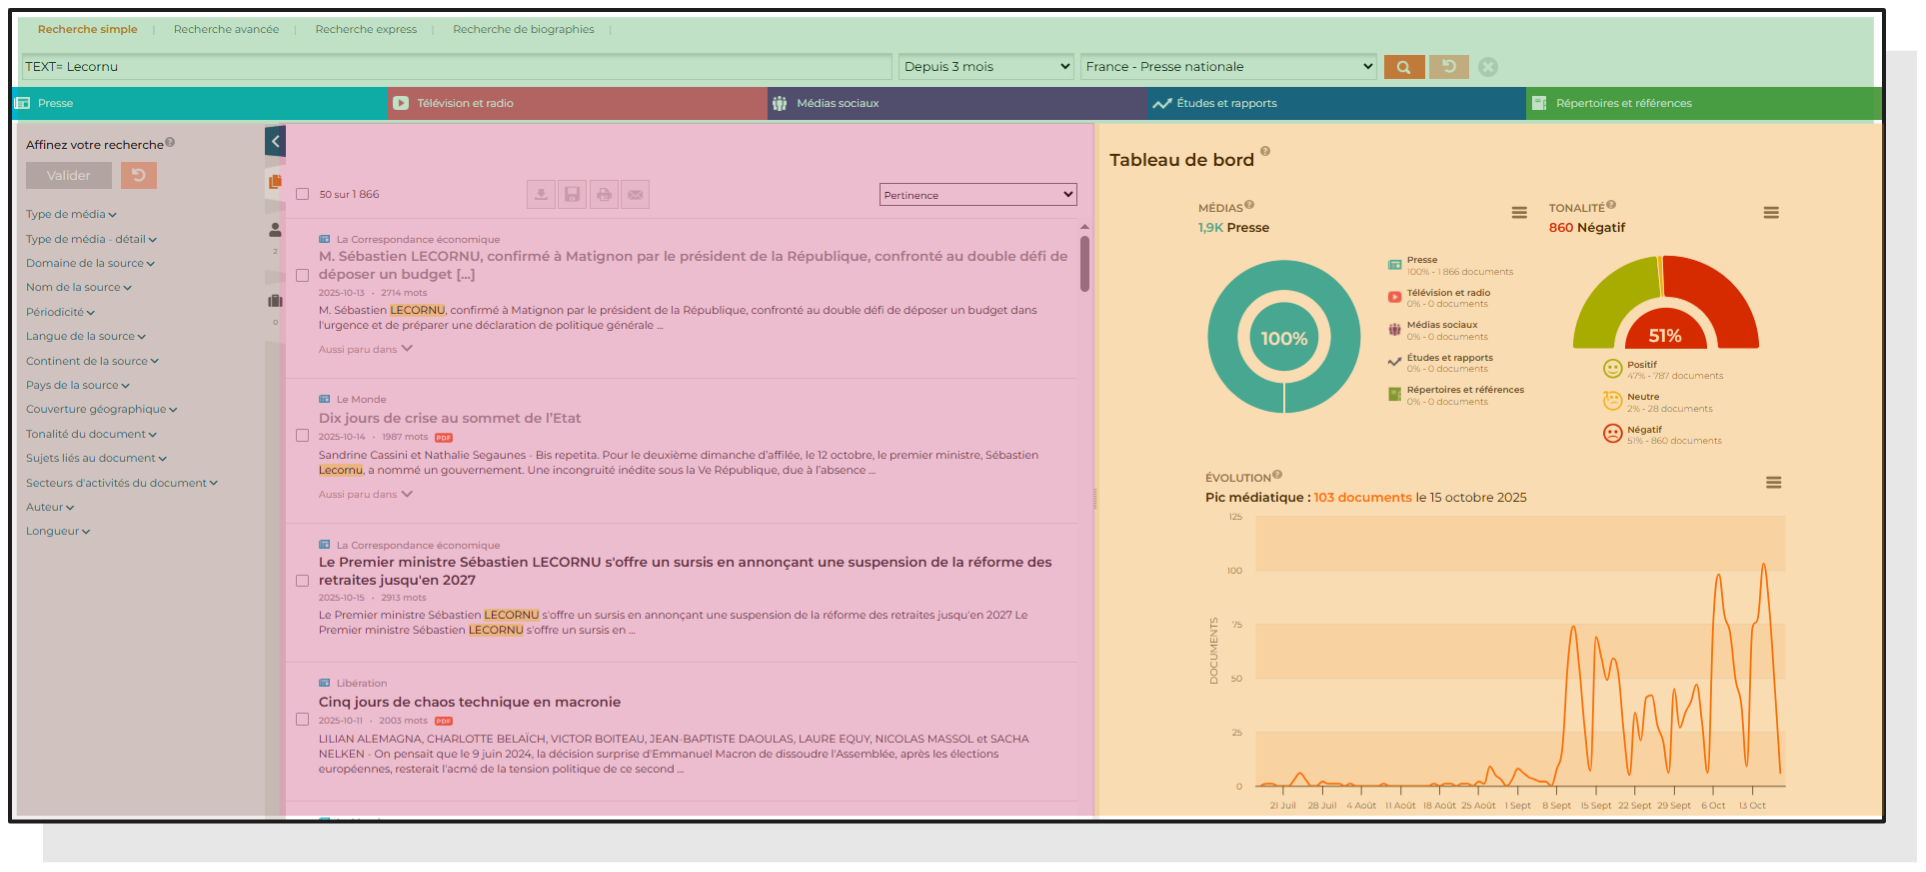 Recherche simple | Recherche avancée | Recherche express | Recherche de biographies |
TEXT= Lecornu
Depuis 3 mois
France - Presse nationale
Presse
Télévision et radio
Médias sociaux
Études et rapports
Répertoires et références
Affinez votre recherche
Valider
Type de média
Type de média - détail
Domaine de la source
Nom de la source
Périodicité
Langue de la source
Continent de la source
Pays de la source
Couverture géographique
Tonalité du document
Sujets liés au document
Secteurs d'activités du document
Auteur
Longueur
2
0
50 sur 1 866
Pertinence
La Correspondance économique
M. Sébastien LECORNU, confirmé à Matignon par le président de la République, confronté au double défi de
déposer un budget [...]
2025-10-13 - 2714 mots
M. Sébastien LECORNU, confirmé à Matignon par le président de la République, confronté au double défi de déposer un budget dans
l'urgence et de préparer une déclaration de politique générale ...
Aussi paru dans
Le Monde
Dix jours de crise au sommet de l'Etat
2025-10-14 - 1987 mots PDF
Sandrine Cassini et Nathalie Segaunes - Bis repetita. Pour le deuxième dimanche d'affilée, le 12 octobre, le premier ministre, Sébastien
Lecornu, a nommé un gouvernement. Une incongruité inédite sous la Ve République, due à l'absence ...
Aussi paru dans
La Correspondance économique
Le Premier ministre Sébastien LECORNU s'offre un sursis en annonçant une suspension de la réforme des
retraites jusqu'en 2027
2025-10-15 - 2913 mots
Le Premier ministre Sébastien LECORNU s'offre un sursis en annonçant une suspension de la réforme des retraites jusqu'en 2027 Le
Premier ministre Sébastien LECORNU s'offre un sursis en ...
Libération
Cinq jours de chaos technique en macronie
2025-10-11 - 2003 mots PDF
LILIAN ALEMAGNA, CHARLOTTE BELAÏCH, VICTOR BOITEAU, JEAN-BAPTISTE DAOULAS, LAURE EQUY, NICOLAS MASSOL et SACHA
NELKEN - On pensait que le 9 juin 2024, la décision surprise d'Emmanuel Macron de dissoudre l'Assemblée, après les élections
européennes, resterait l'acmé de la tension politique de ce second ...
Tableau de bord
MÉDIAS
1,9K Presse
100%
Presse
100% - 1 866 documents
Télévision et radio
0% - 0 documents
Médias sociaux
0% - 0 documents
Études et rapports
0% - 0 documents
Répertoires et références
0% - 0 documents
TONALITÉ
860 Négatif
51%
Positif
47% - 787 documents
Neutre
2% - 28 documents
Négatif
51% - 860 documents
ÉVOLUTION
Pic médiatique : 103 documents le 15 octobre 2025
DOCUMENTS
125
100
75
50
25
0
21 Juil 28 Juil 4 Août 11 Août 18 Août 25 Août 1 Sept 8 Sept 15 Sept 22 Sept 29 Sept 6 Oct 13 Oct